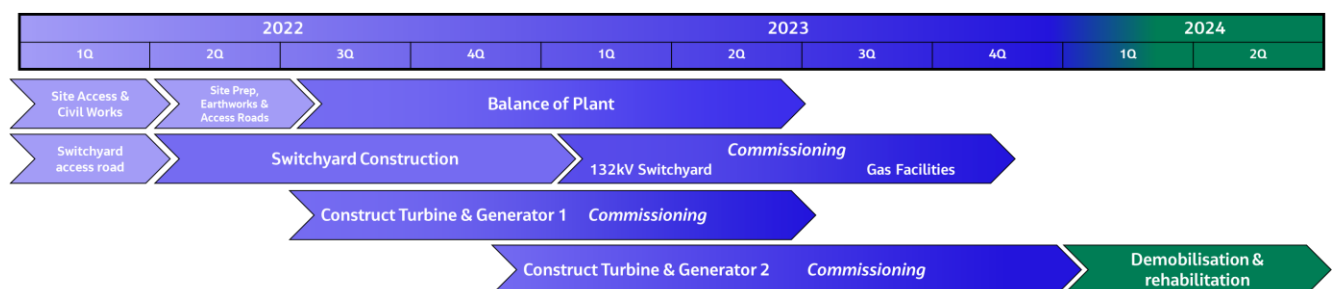 2022 2023 2024
1Q 2Q 3Q 4Q 1Q 2Q 3Q 4Q 1Q 2Q
Site Access &
Civil Works
Site Prep,
Earthworks &
Access Roads
Balance of Plant
Switchyard
access road
Switchyard Construction
Commissioning
132kV Switchyard Gas Facilities
Construct Turbine & Generator 1 Commissioning
Construct Turbine & Generator 2 Commissioning
Demobilisation &
rehabilitation